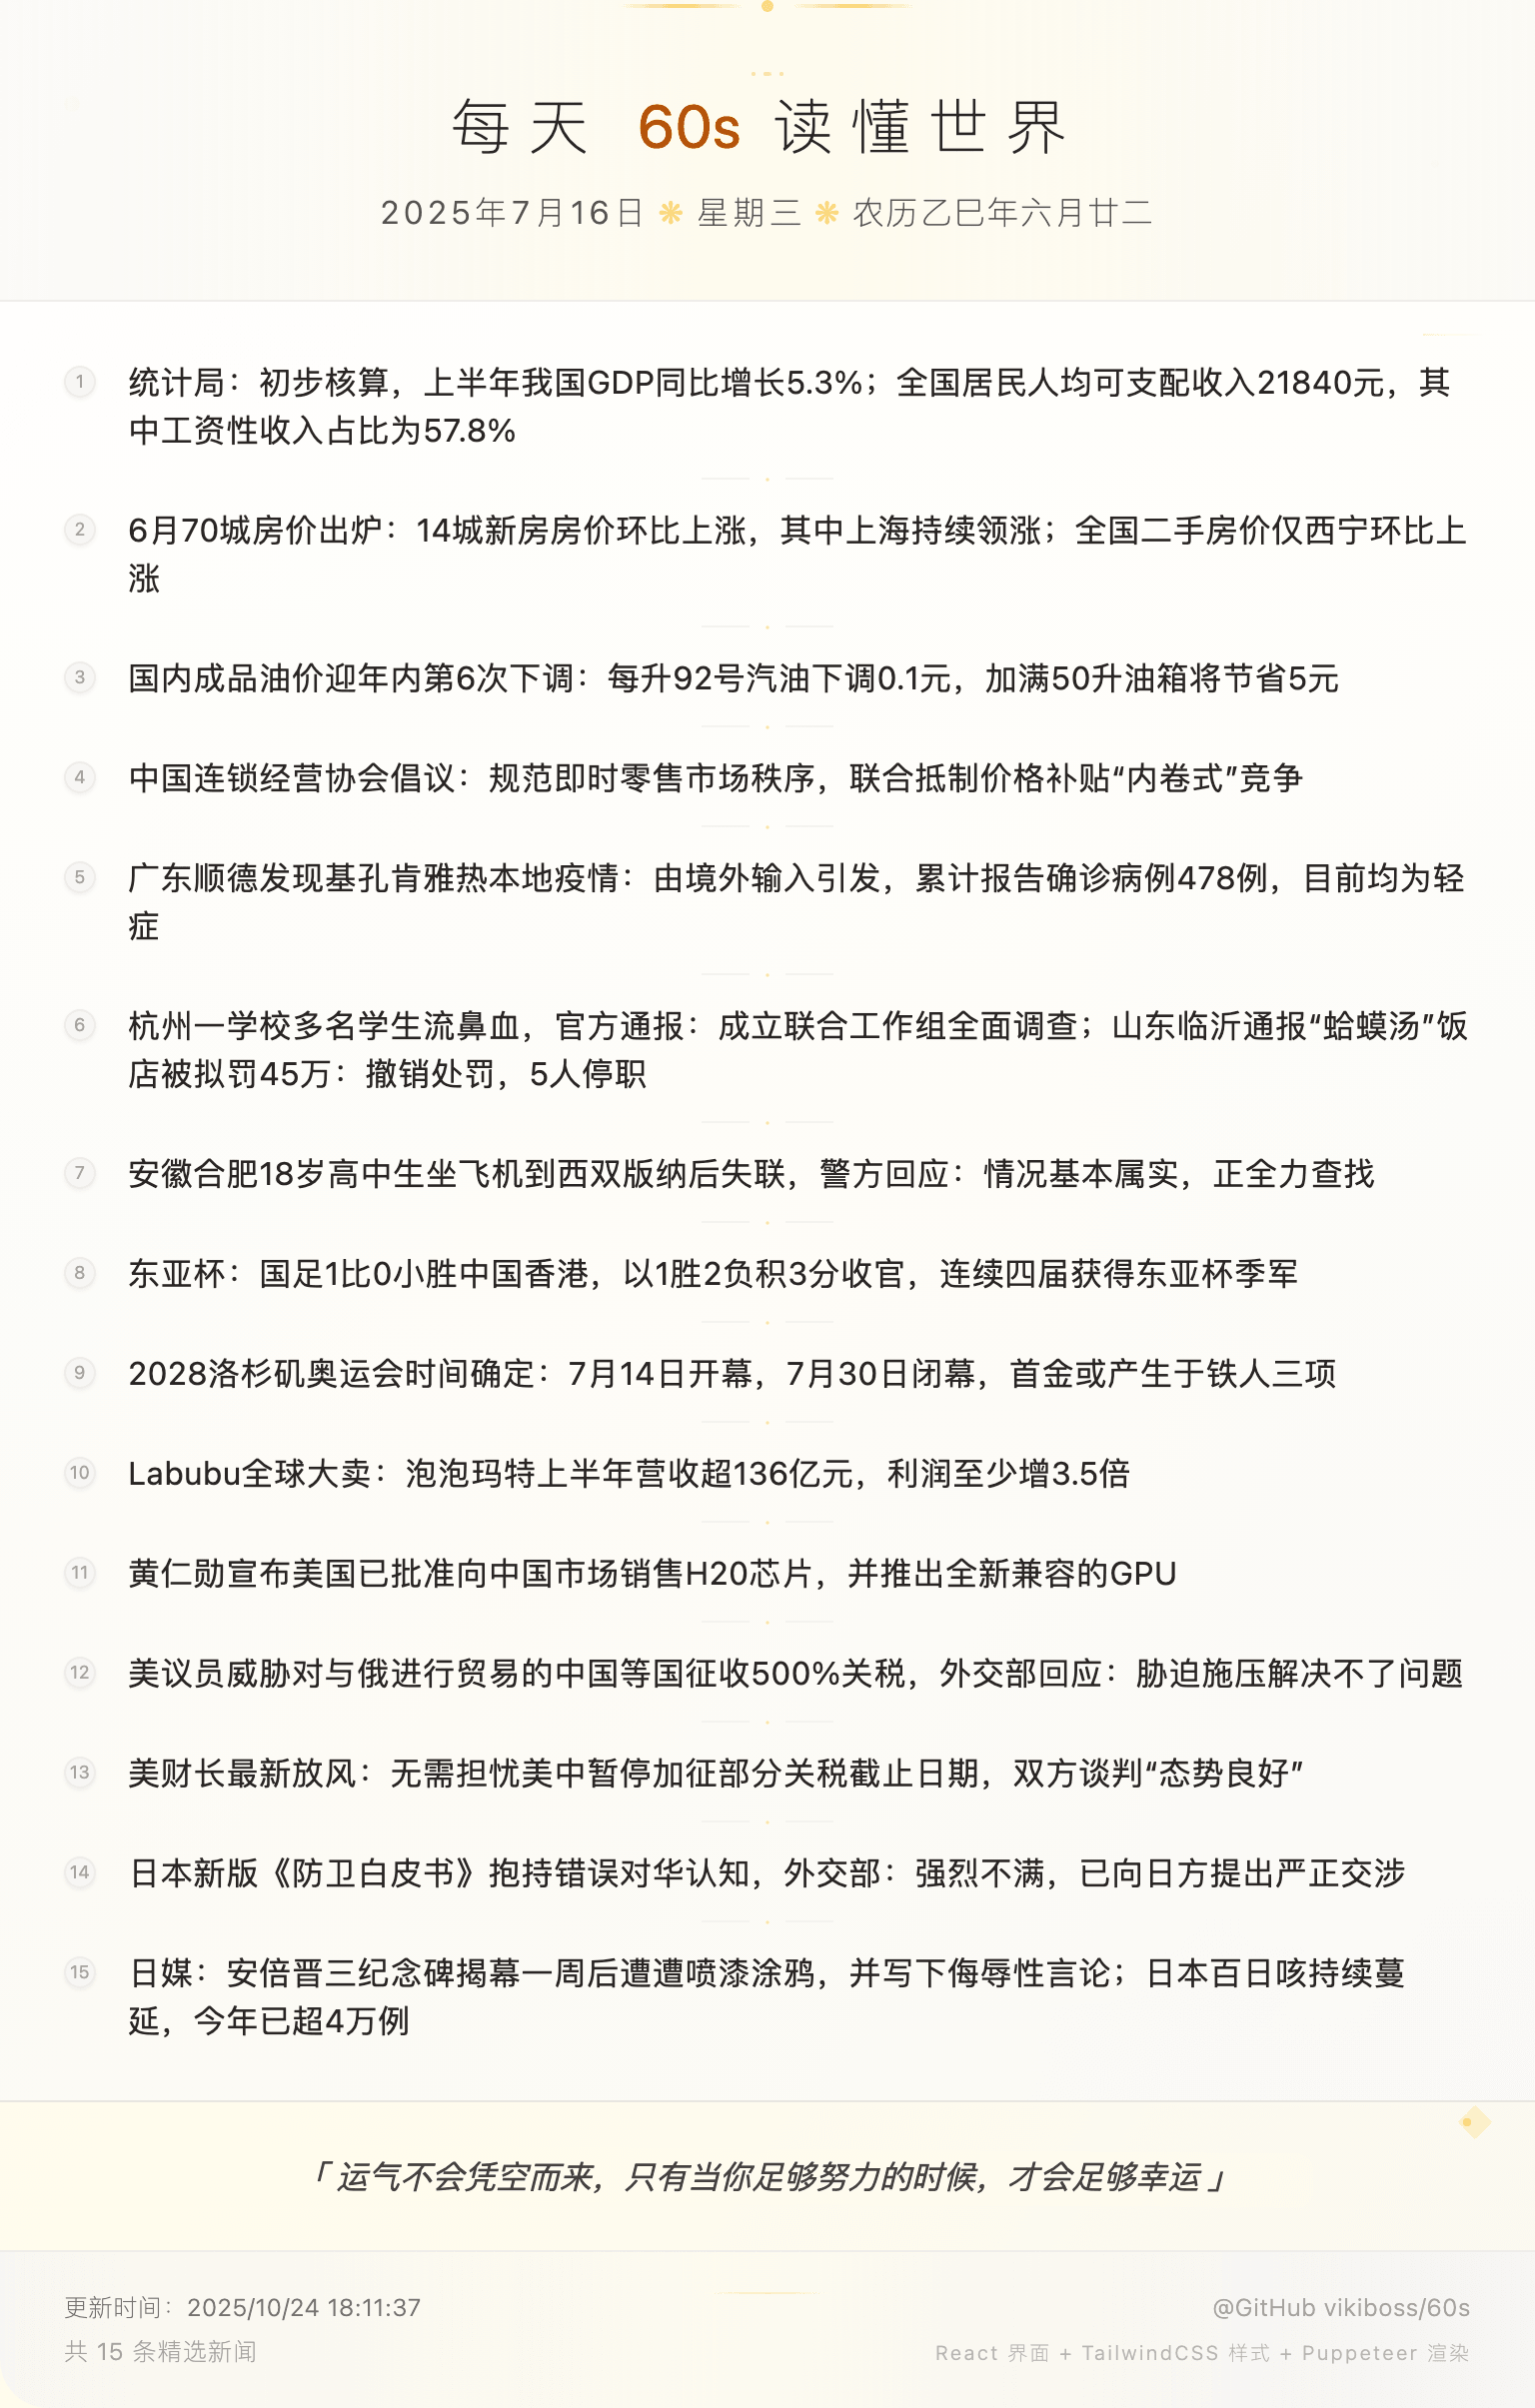 每天 60s 读懂世界
2025年7月16日 ❋ 星期三 ❋ 农历乙巳年六月廿二
1 统计局：初步核算，上半年我国GDP同比增长5.3%；全国居民人均可支配收入21840元，其
中工资性收入占比为57.8%
2 6月70城房价出炉：14城新房房价环比上涨，其中上海持续领涨；全国二手房价仅西宁环比上
涨
3 国内成品油价迎年内第6次下调：每升92号汽油下调0.1元，加满50升油箱将节省5元
4 中国连锁经营协会倡议：规范即时零售市场秩序，联合抵制价格补贴“内卷式”竞争
5 广东顺德发现基孔肯雅热本地疫情：由境外输入引发，累计报告确诊病例478例，目前均为轻
症
6 杭州一学校多名学生流鼻血，官方通报：成立联合工作组全面调查；山东临沂通报“蛤蟆汤”饭
店被拟罚45万：撤销处罚，5人停职
7 安徽合肥18岁高中生坐飞机到西双版纳后失联，警方回应：情况基本属实，正全力查找
8 东亚杯：国足1比0小胜中国香港，以1胜2负积3分收官，连续四届获得东亚杯季军
9 2028洛杉矶奥运会时间确定：7月14日开幕，7月30日闭幕，首金或产生于铁人三项
10 Labubu全球大卖：泡泡玛特上半年营收超136亿元，利润至少增3.5倍
11 黄仁勋宣布美国已批准向中国市场销售H20芯片，并推出全新兼容的GPU
12 美议员威胁对与俄进行贸易的中国等国征收500%关税，外交部回应：胁迫施压解决不了问题
13 美财长最新放风：无需担忧美中暂停加征部分关税截止日期，双方谈判“态势良好”
14 日本新版《防卫白皮书》抱持错误对华认知，外交部：强烈不满，已向日方提出严正交涉
15 日媒：安倍晋三纪念碑揭幕一周后遭遭喷漆涂鸦，并写下侮辱性言论；日本百日咳持续蔓
延，今年已超4万例
「 运气不会凭空而来，只有当你足够努力的时候，才会足够幸运 」
更新时间：2025/10/24 18:11:37
@GitHub vikiboss/60s
共 15 条精选新闻
React 界面 + TailwindCSS 样式 + Puppeteer 渲染